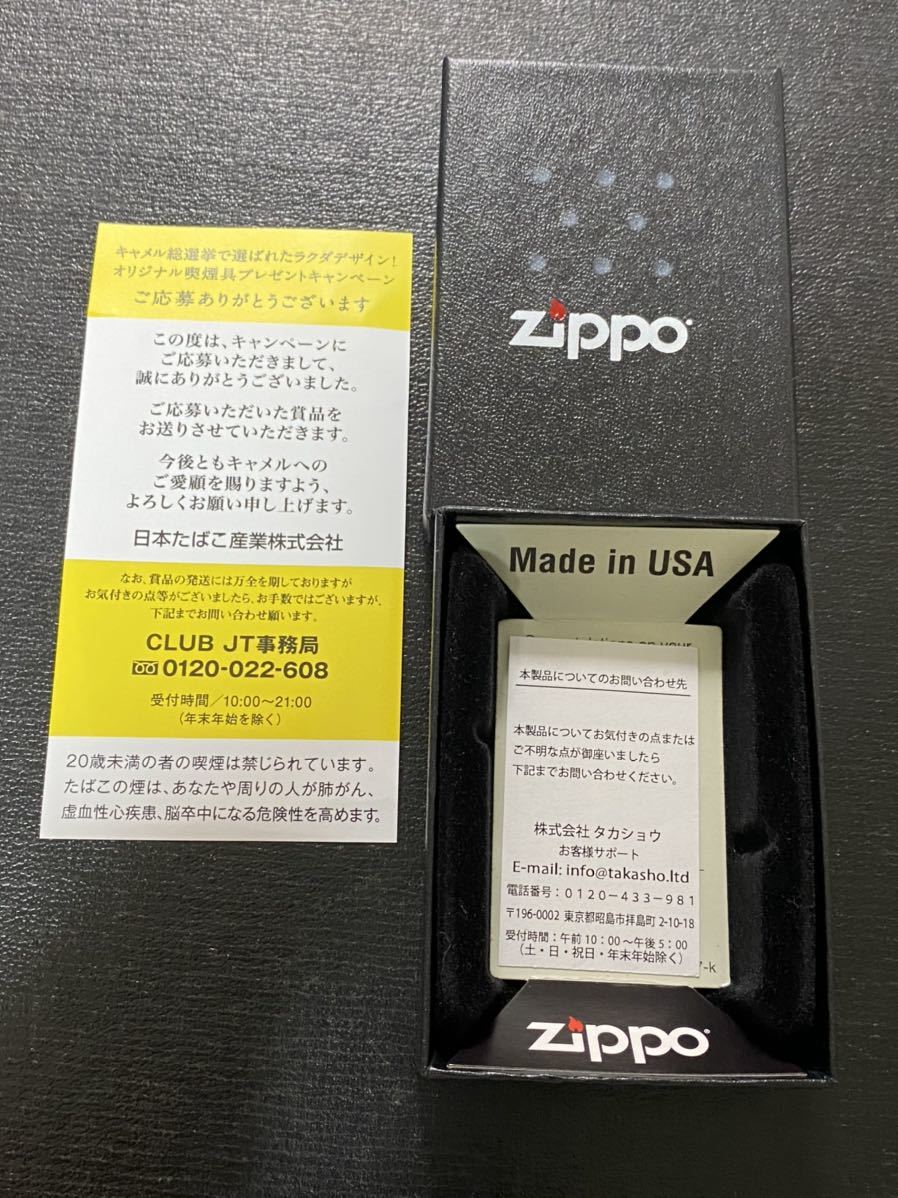 キャメル総選挙で選ばれたラクダデザイン!
オリジナル喫煙具プレゼントキャンペーン
ご応募ありがとうございます
この度は、キャンペーンに
ご応募いただきまして、
誠にありがとうございました。
ご応募いただいた賞品を
お送りさせていただきます。
今後ともキャメルへの
ご愛顧を賜りますよう、
よろしくお願い申し上げます。
日本たばこ産業株式会社
なお、賞品の発送には万全を期しておりますが
お気付きの点等がございましたら、お手数ではございますが、
下記までお問い合わせ願います。
CLUB JT事務局
0120-022-608
受付時間/10:00～21:00
(年末年始を除く)
20歳未満の者の喫煙は禁じられています。
たばこの煙は、あなたや周りの人が肺がん、
虚血性心疾患、脳卒中になる危険性を高めます。
zippo
Made in USA
本製品についてのお問い合わせ先
本製品についてお気付きの点または
ご不明な点が御座いましたら
下記までお問い合わせください。
株式会社 タカショウ
お客様サポート
E-mail: info@takasho.ltd
電話番号：０１２０－４３３－９８１
〒196-0002 東京都昭島市拝島町 2-10-18
受付時間：午前 10：00 ～午後 5：00
(土・日・祝日・年末年始除く)
zippo